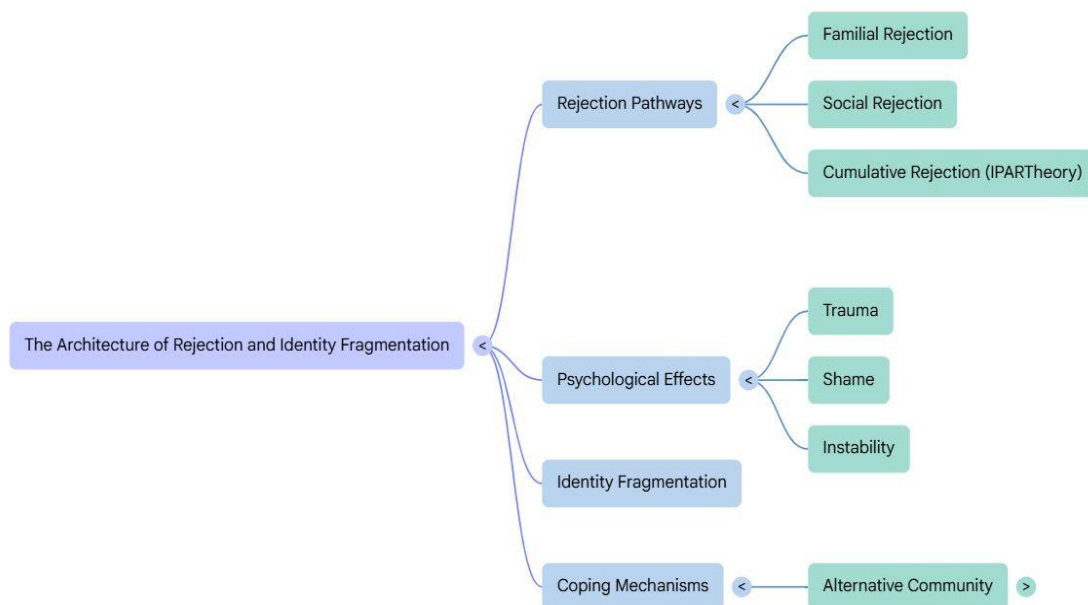 The Architecture of Rejection and Identity Fragmentation
<
Rejection Pathways
<
Familial Rejection
Social Rejection
Cumulative Rejection (IPARTheory)
Psychological Effects
<
Trauma
Shame
Instability
Identity Fragmentation
Coping Mechanisms
<
Alternative Community
>